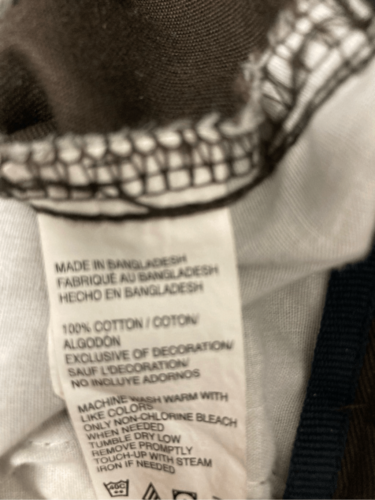 MADE IN BANGLADESH
FABRIQUÉ AU BANGLADESH
HECHO EN BANGLADESH
100% COTTON / COTON/
ALGODÓN
EXCLUSIVE OF DECORATION/
SAUF L'DECORATION/
NO INCLUYE ADORNOS
MACHINE WASH WARM WITH
LIKE COLORS
ONLY NON-CHLORINE BLEACH
WHEN NEEDED
TUMBLE DRY LOW
REMOVE PROMPTLY
TOUCH-UP WITH STEAM
IRON IF NEEDED